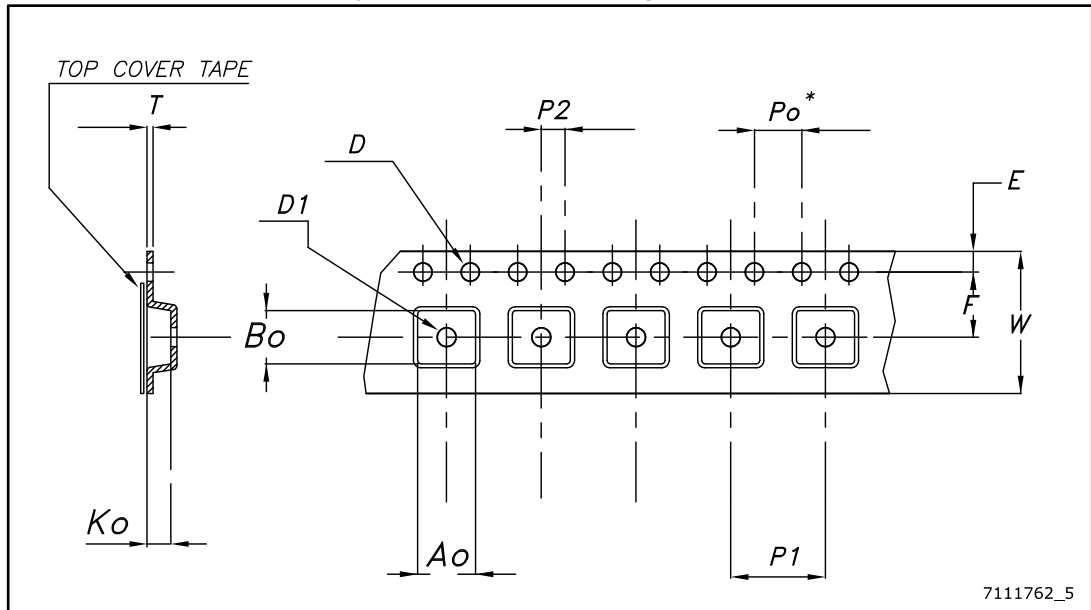 TOP COVER TAPE
T
P2
Po*
D
E
D1
Bo
F
W
Ko
Ao
P1
7111762_5